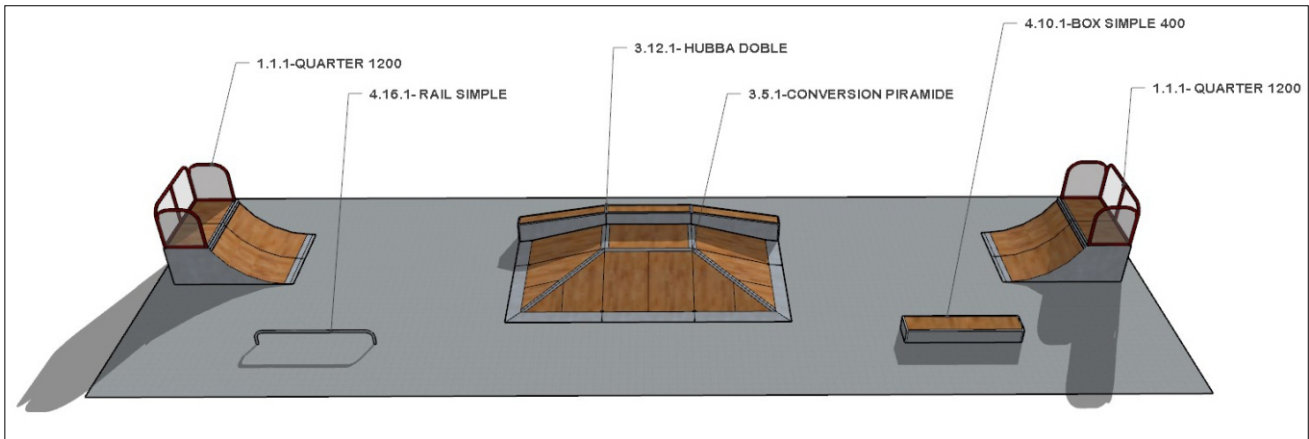 4.10.1-BOX SIMPLE 400
3.12.1- HUBBA DOBLE
1.1.1-QUARTER 1200
4.16.1- RAIL SIMPLE
3.5.1-CONVERSION PIRAMIDE
1.1.1- QUARTER 1200